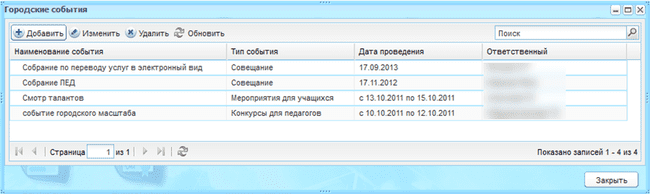 Городские события
Добавить Изменить Удалить Обновить Поиск
Наименование события Тип события Дата проведения Ответственный
Собрание по переводу услуг в электронный вид Совещание 17.09.2013
Собрание ПЕД Совещание 17.11.2012
Смотр талантов Мероприятия для учащихся с 13.10.2011 по 15.10.2011
событие городского масштаба Конкурсы для педагогов с 10.10.2011 по 12.10.2011
Страница 1 из 1 Показано записей 1 - 4 из 4
Закрыть